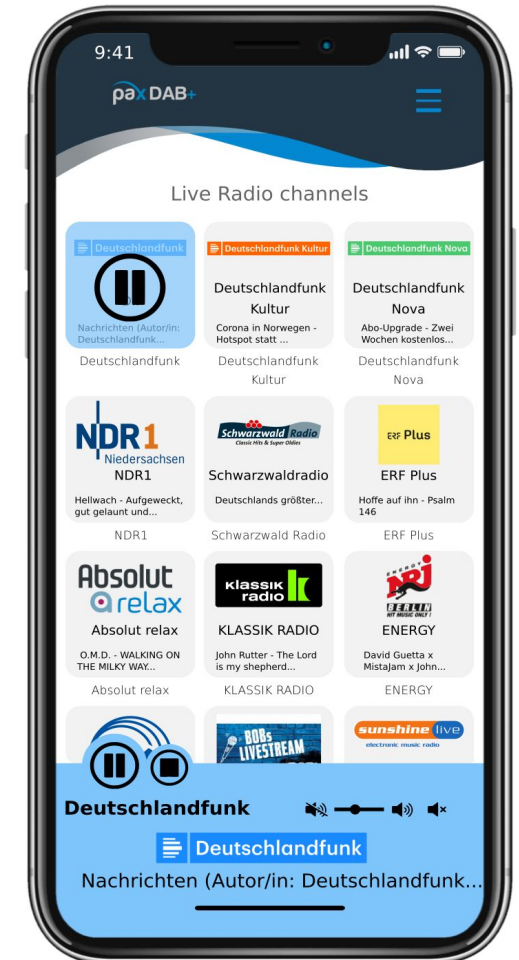 9:41
pax DAB+
Live Radio channels
Deutschlandfunk
Nachrichten (Autor/in:
Deutschlandfunk...
Deutschlandfunk
Deutschlandfunk Kultur
Deutschlandfunk
Kultur
Corona in Norwegen -
Hotspot statt ...
Deutschlandfunk
Kultur
Deutschlandfunk Nova
Deutschlandfunk
Nova
Abo-Upgrade - Zwei
Wochen kostenlos...
Deutschlandfunk
Nova
NDR1
Niedersachsen
NDR1
Hellwach - Aufgeweckt,
gut gelaunt und...
NDR1
Schwarzwald Radio
Classic Hits & Super Oldies
Schwarzwaldradio
Deutschlands größter...
Schwarzwald Radio
ERF Plus
ERF Plus
Hoffe auf ihn - Psalm
146
ERF Plus
Absolut
relax
Absolut relax
O.M.D. - WALKING ON
THE MILKY WAY...
Absolut relax
KLASSIK
radio
KLASSIK RADIO
John Rutter - The Lord
is my shepherd...
KLASSIK RADIO
ENERGY
NRJ
BERLIN
HIT MUSIC ONLY!
ENERGY
David Guetta x
MistaJam x John...
ENERGY
BOBs
LIVESTREAM
sunshine live
electronic music radio
Deutschlandfunk
Deutschlandfunk
Nachrichten (Autor/in: Deutschlandfunk...